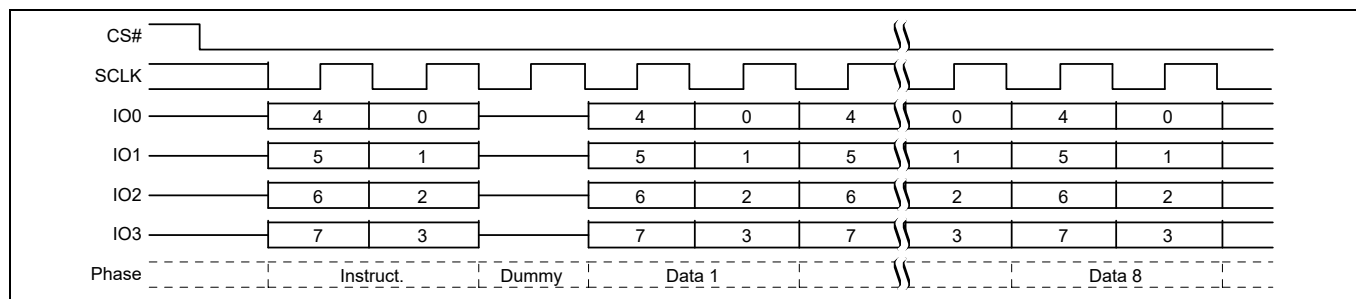 CS#
SCLK
IO0 4 0 4 0 4 0 4 0
IO1 5 1 5 1 5 1 5 1
IO2 6 2 6 2 6 2 6 2
IO3 7 3 7 3 7 3 7 3
Phase Instruct. Dummy Data 1 Data 8